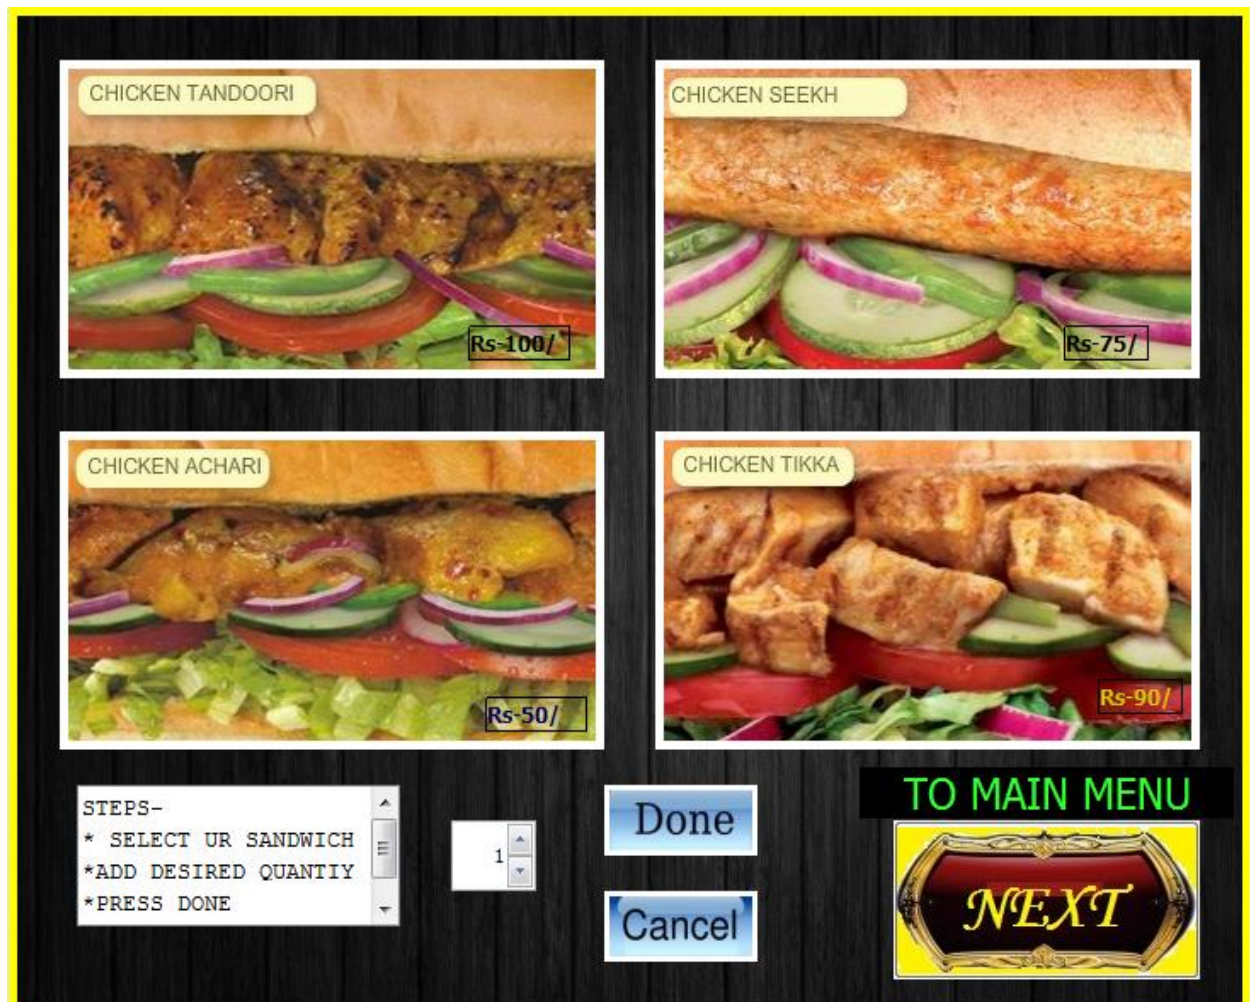 CHICKEN TANDOORI
CHICKEN SEEKH
Rs-100/
Rs-75/
CHICKEN ACHARI
CHICKEN TIKKA
Rs-50/
Rs-90/
STEPS-
* SELECT UR SANDWICH
*ADD DESIRED QUANTIY
*PRESS DONE
1
Done
Cancel
TO MAIN MENU
NEXT